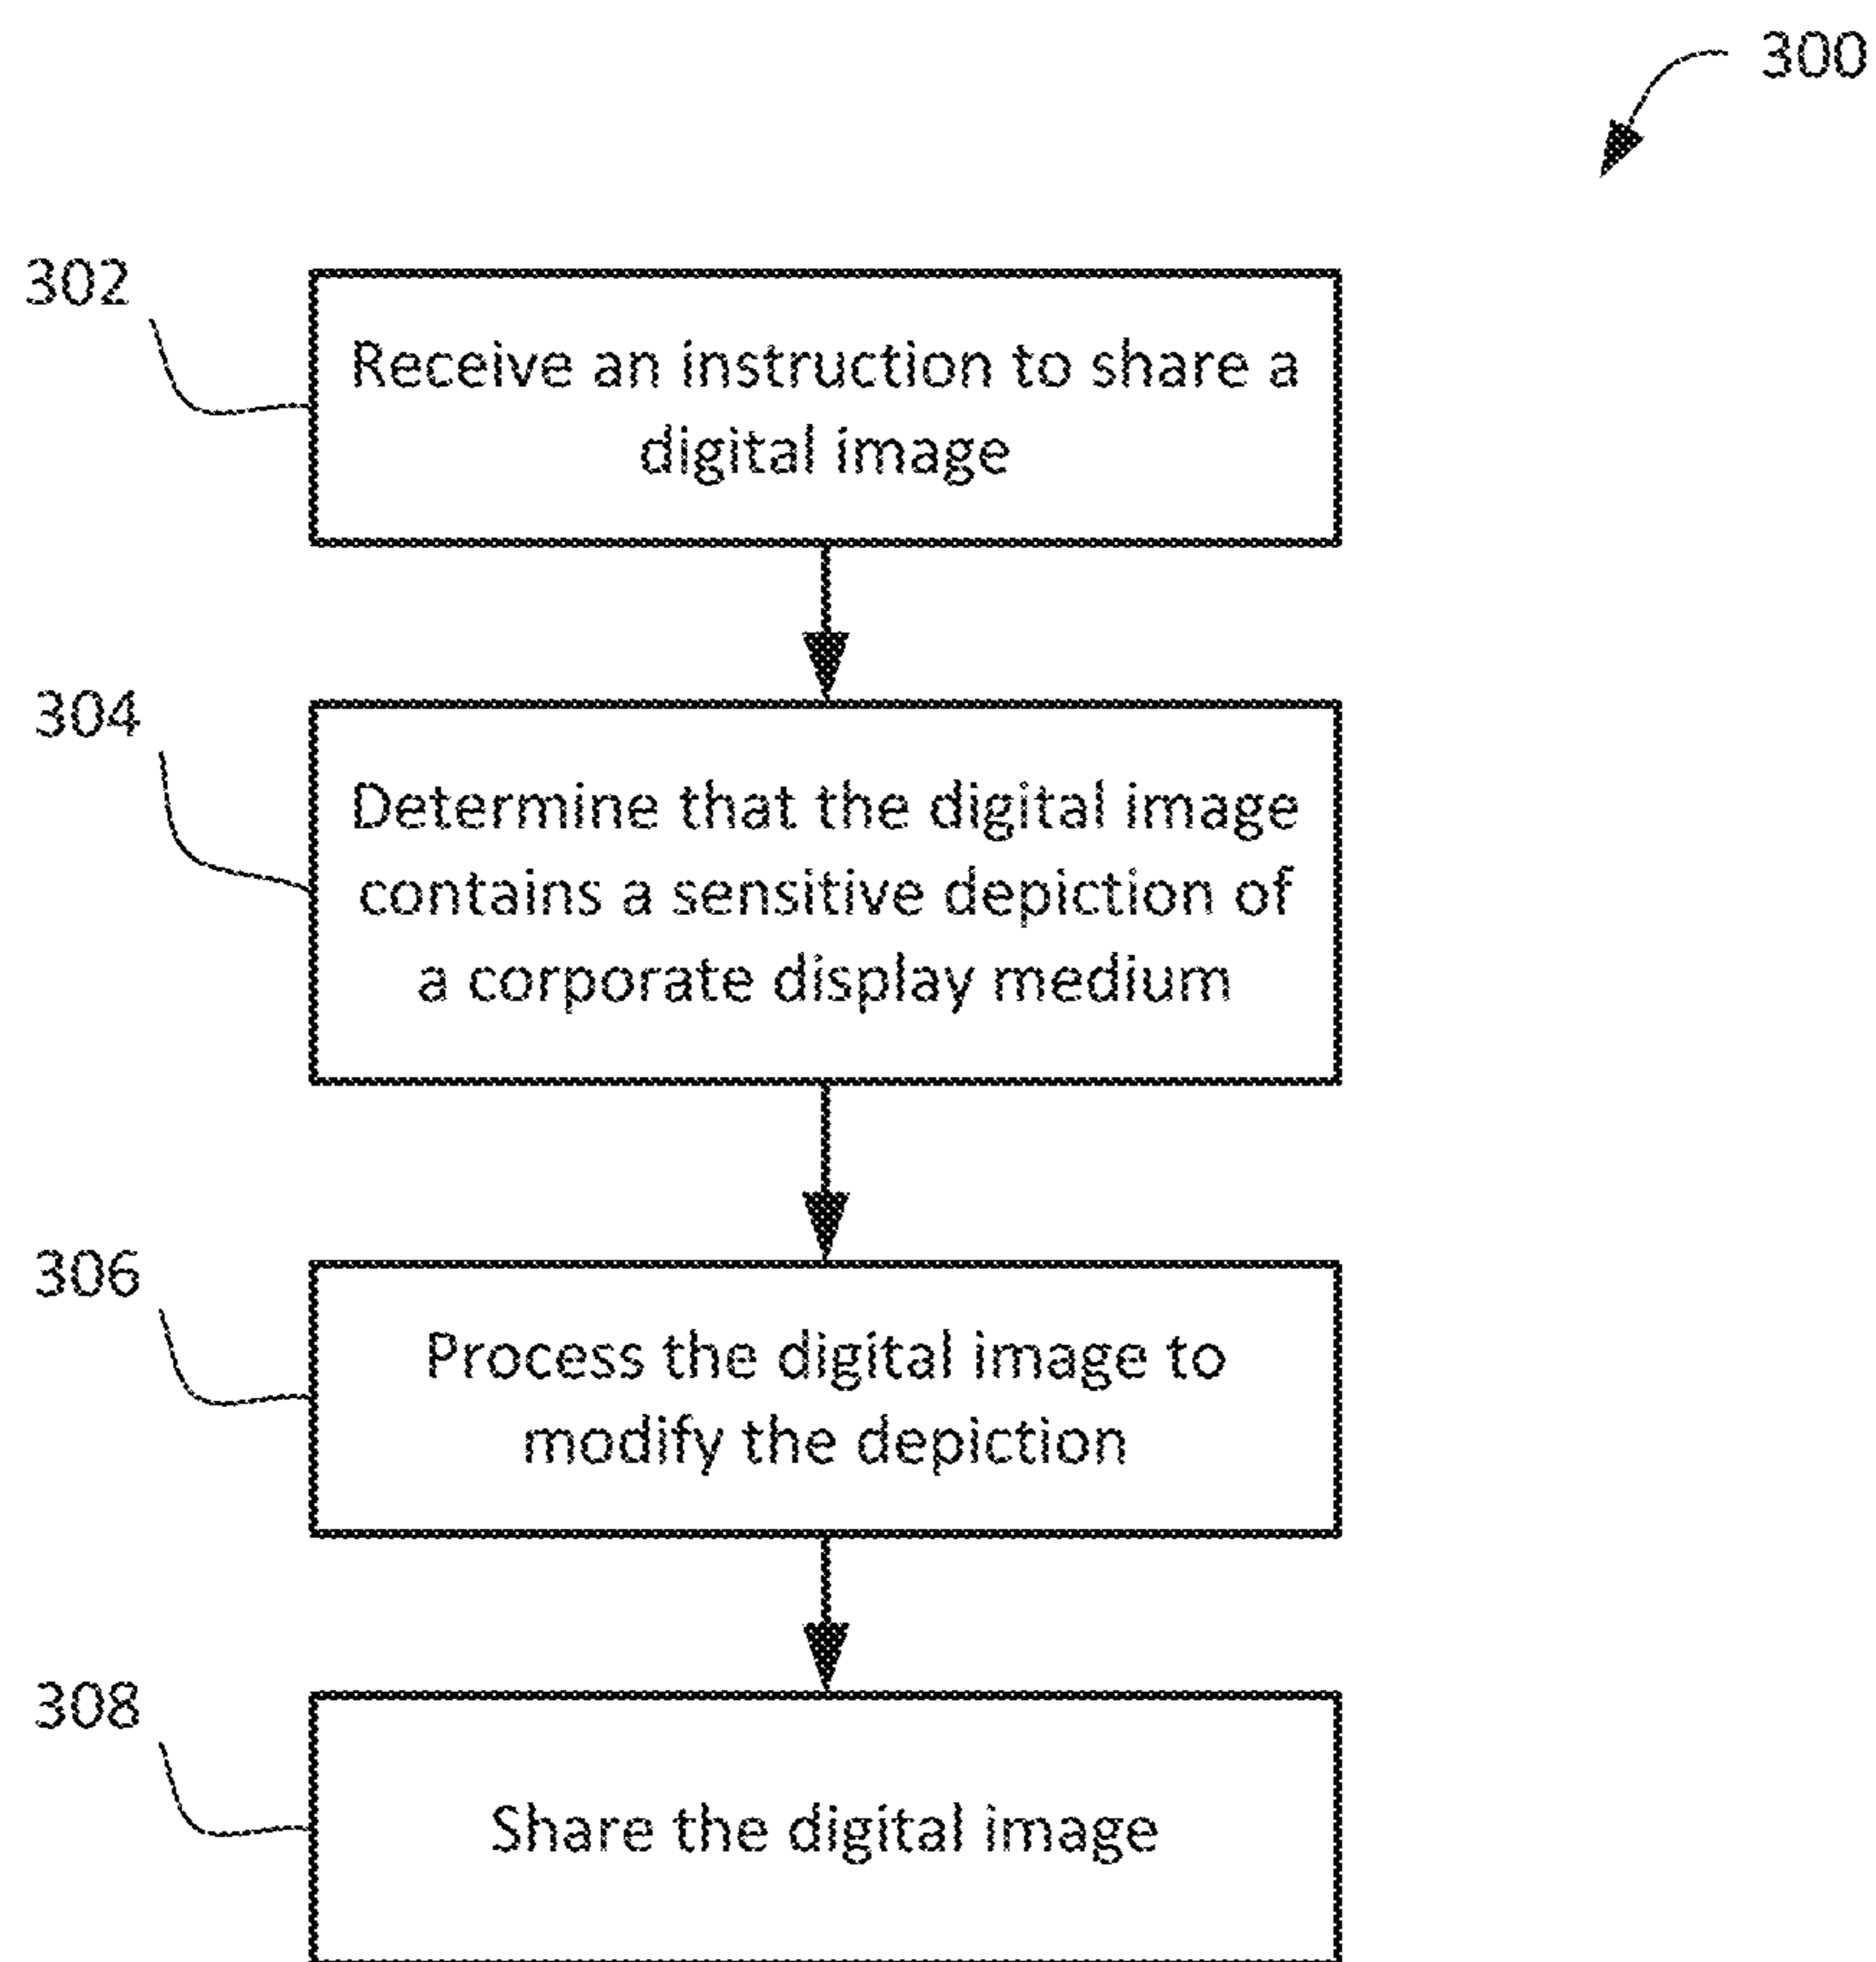 300
302
Receive an instruction to share a
digital image
304
Determine that the digital image
contains a sensitive depiction of
a corporate display medium
306
Process the digital image to
modify the depiction
308
Share the digital image